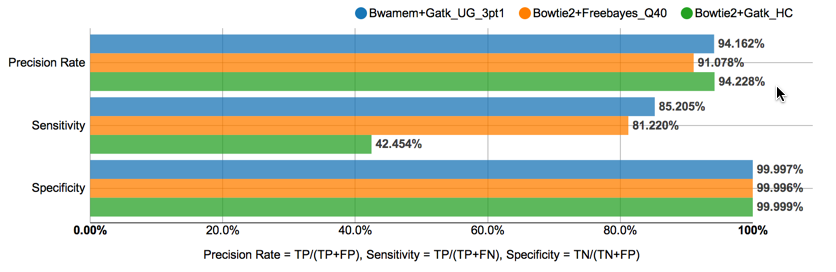 Bwamem+Gatk_UG_3pt1 Bowtie2+Freebayes_Q40 Bowtie2+Gatk_HC
94.162%
Precision Rate 91.078%
94.228%
85.205%
Sensitivity 81.220%
42.454%
99.997%
Specificity 99.996%
99.999%
0.00% 20.0% 40.0% 60.0% 80.0% 100%
Precision Rate = TP/(TP+FP), Sensitivity = TP/(TP+FN), Specificity = TN/(TN+FP)